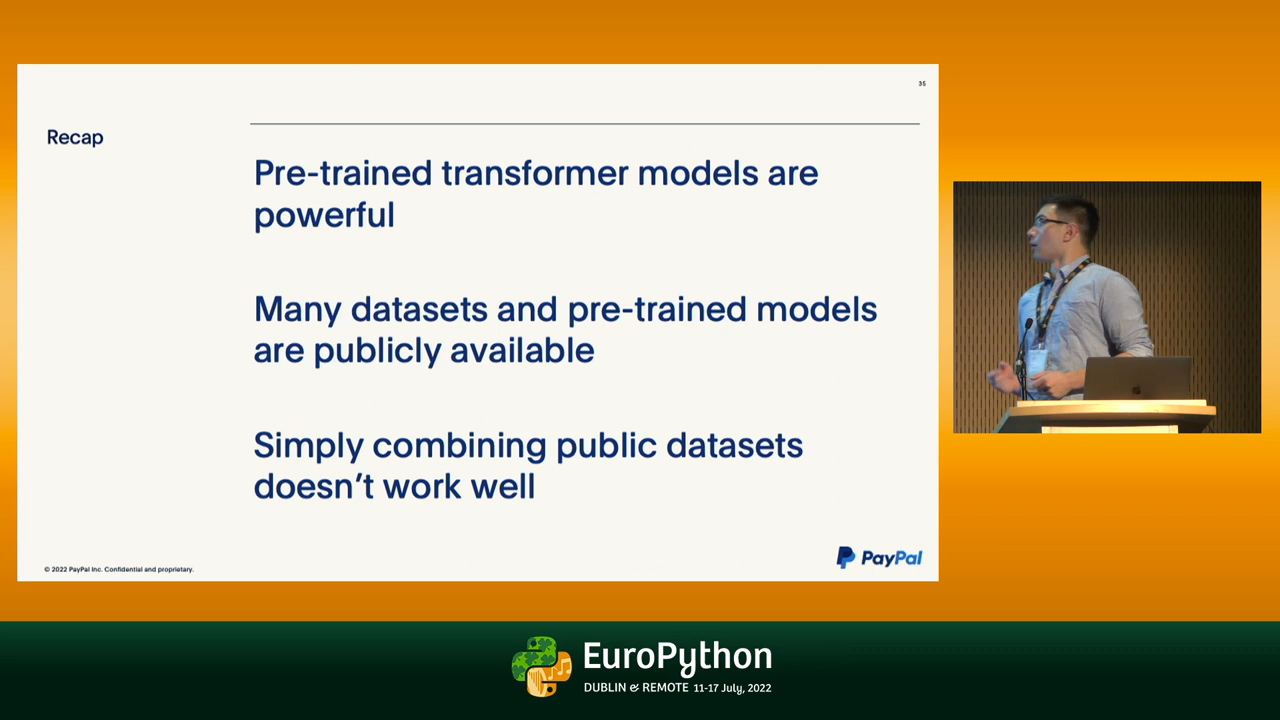 35
Recap
Pre-trained transformer models are
powerful
Many datasets and pre-trained models
are publicly available
Simply combining public datasets
doesn't work well
© 2022 PayPal Inc. Confidential and proprietary.
PayPal
EuroPython
DUBLIN & REMOTE 11-17 July, 2022